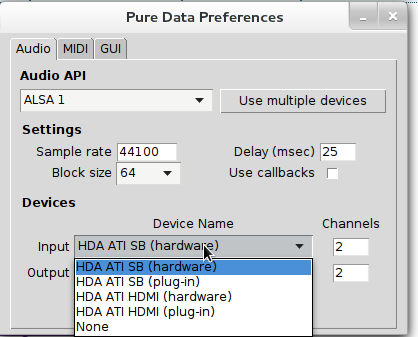 Pure Data Preferences
Audio MIDI GUI
Audio API
ALSA 1 Use multiple devices
Settings
Sample rate 44100 Delay (msec) 25
Block size 64 Use callbacks
Devices
Device Name Channels
Input HDA ATI SB (hardware) 2
Output 2
HDA ATI SB (hardware)
HDA ATI SB (plug-in)
HDA ATI HDMI (hardware)
HDA ATI HDMI (plug-in)
None